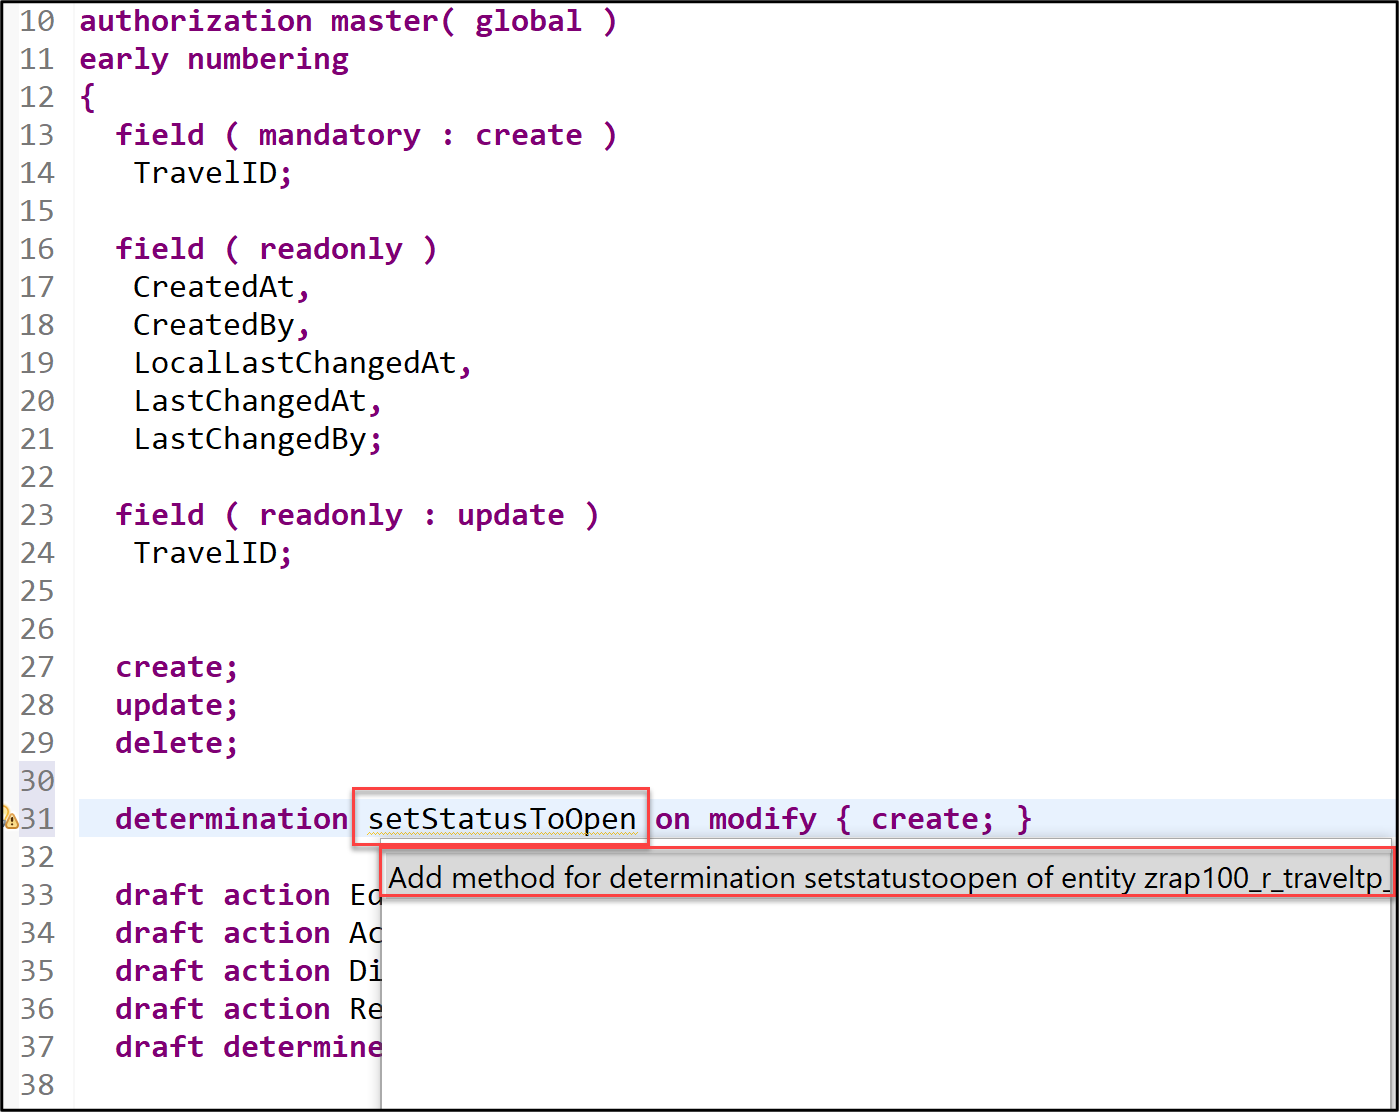 10 authorization master( global )
11 early numbering
12 {
13 field ( mandatory : create )
14 TravelID;
15
16 field ( readonly )
17 CreatedAt,
18 CreatedBy,
19 LocalLastChangedAt,
20 LastChangedAt,
21 LastChangedBy;
22
23 field ( readonly : update )
24 TravelID;
25
26
27 create;
28 update;
29 delete;
30
31 determination setStatusToOpen on modify { create; }
32
Add method for determination setstatustoopen of entity zrap100_r_traveltp_
33 draft action Ed
34 draft action Ac
35 draft action Di
36 draft action Re
37 draft determine
38